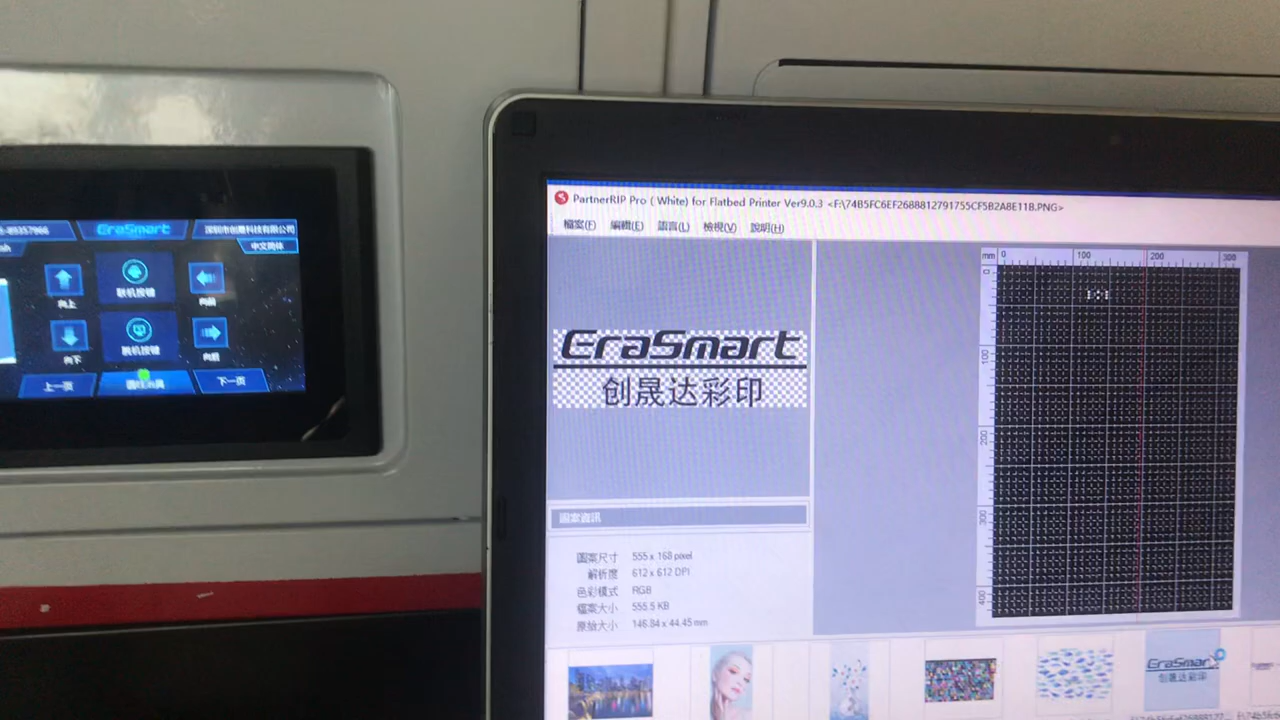 EraSmart
深圳市创晟科技有限公司
中文简体
向上
联机按键
向前
向下
脱机按键
向后
上一页
下一页
PartnerRIP Pro ( White) for Flatbed Printer Ver9.0.3 <F:\74B5FC6EF2688812791755CF5B2A8E11B.PNG>
檔案(F) 編輯(E) 語言(L) 檢視(V) 說明(H)
EraSmart
创晟达彩印
圖案資訊
圖案尺寸 555 x 168 pixel
解析度 612 x 612 DPI
色彩模式 RGB
檔案大小 555.5 KB
原始大小 146.84 x 44.45 mm
mm 0 100 200 300
0
100
200
300
400
EraSmart
创晟达彩印